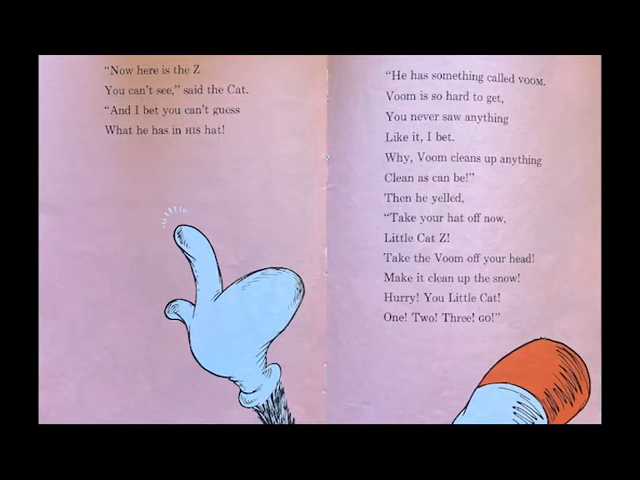 "Now here is the Z
You can't see," said the Cat.
"And I bet you can't guess
What he has in HIS hat!
"He has something called VOOM.
Voom is so hard to get,
You never saw anything
Like it, I bet.
Why, Voom cleans up anything
Clean as can be!"
Then he yelled,
"Take your hat off now,
Little Cat Z!
Take the Voom off your head!
Make it clean up the snow!
Hurry! You Little Cat!
One! Two! Three! GO!"